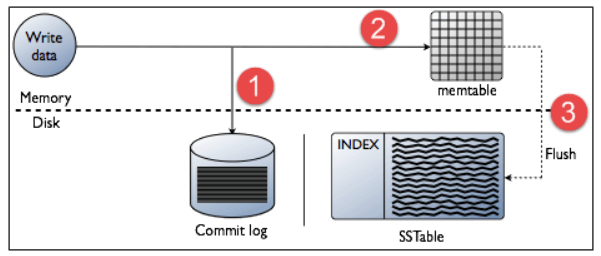 Write
data
2
memtable
1
Memory
3
Disk
INDEX
Flush
Commit log
SSTable